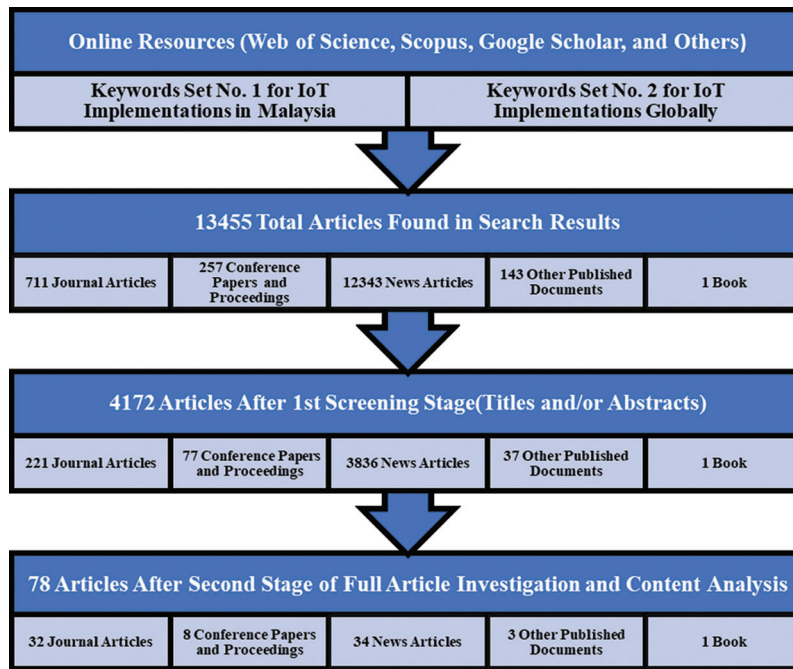 Online Resources (Web of Science, Scopus, Google Scholar, and Others)
Keywords Set No. 1 for IoT
Implementations in Malaysia
Keywords Set No. 2 for IoT
Implementations Globally
13455 Total Articles Found in Search Results
711 Journal Articles
257 Conference
Papers and
Proceedings
12343 News Articles
143 Other Published
Documents
1 Book
4172 Articles After 1st Screening Stage(Titles and/or Abstracts)
221 Journal Articles
77 Conference Papers
and Proceedings
3836 News Articles
37 Other Published
Documents
1 Book
78 Articles After Second Stage of Full Article Investigation and Content Analysis
32 Journal Articles
8 Conference Papers
and Proceedings
34 News Articles
3 Other Published
Documents
1 Book